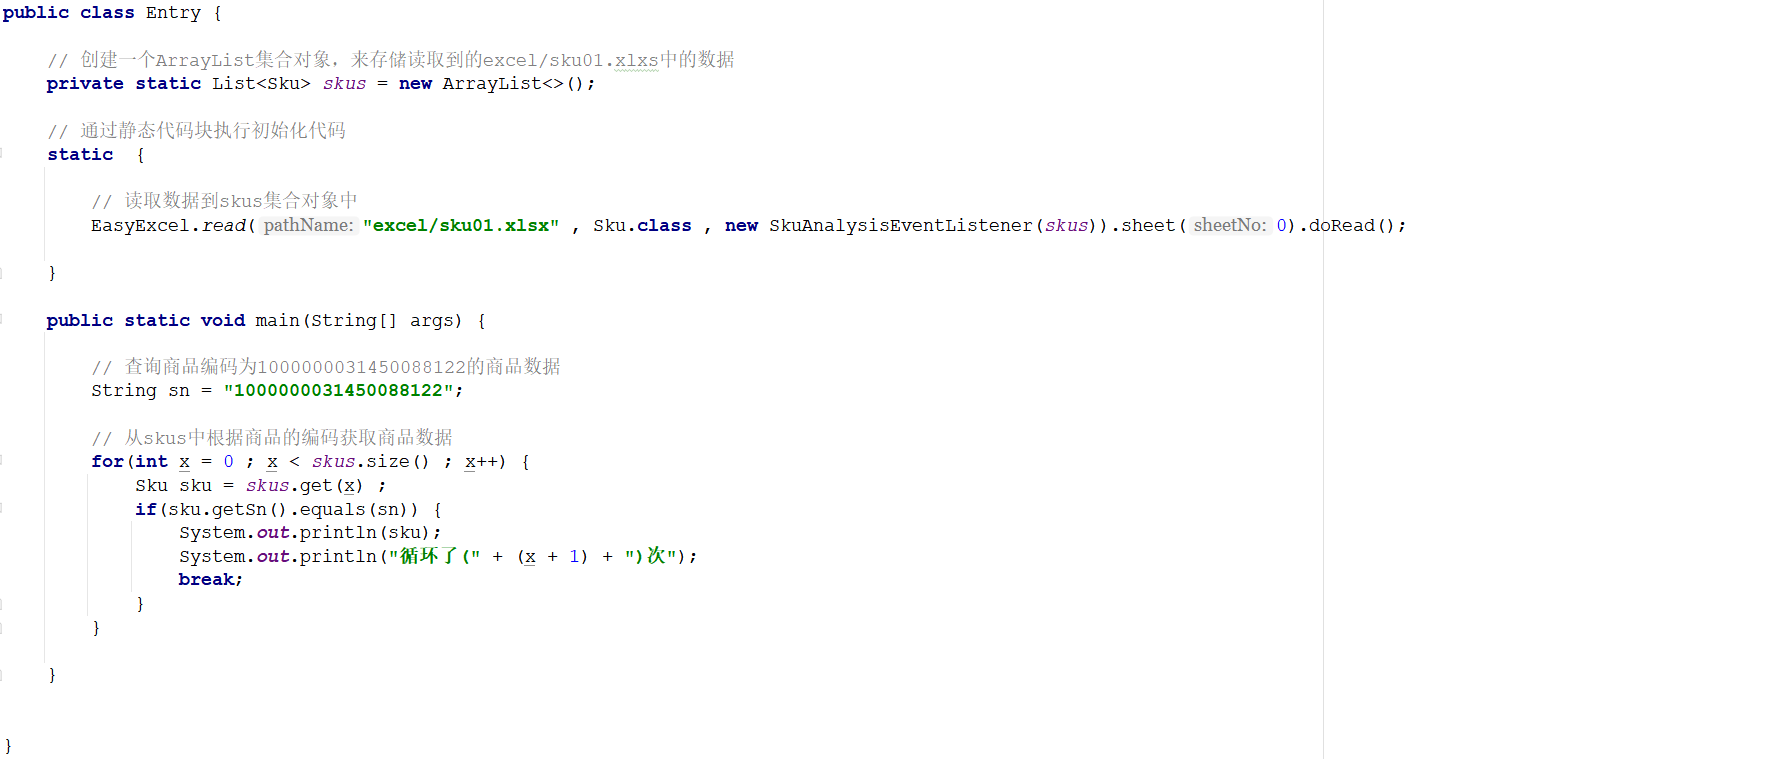 public class Entry {
// 创建一个ArrayList集合对象，来存储读取到的excel/sku01.xlxs中的数据
private static List<Sku> skus = new ArrayList<>();
// 通过静态代码块执行初始化代码
static  {
// 读取数据到skus集合对象中
EasyExcel.read( pathName: "excel/sku01.xlsx" , Sku.class , new SkuAnalysisEventListener(skus)).sheet( sheetNo: 0).doRead();
}
public static void main(String[] args) {
// 查询商品编码为1000000031450088122的商品数据
String sn = "1000000031450088122";
// 从skus中根据商品的编码获取商品数据
for(int x = 0 ; x < skus.size() ; x++) {
Sku sku = skus.get(x) ;
if(sku.getSn().equals(sn)) {
System.out.println(sku);
System.out.println("循环了(" + (x + 1) + ")次");
break;
}
}
}
}